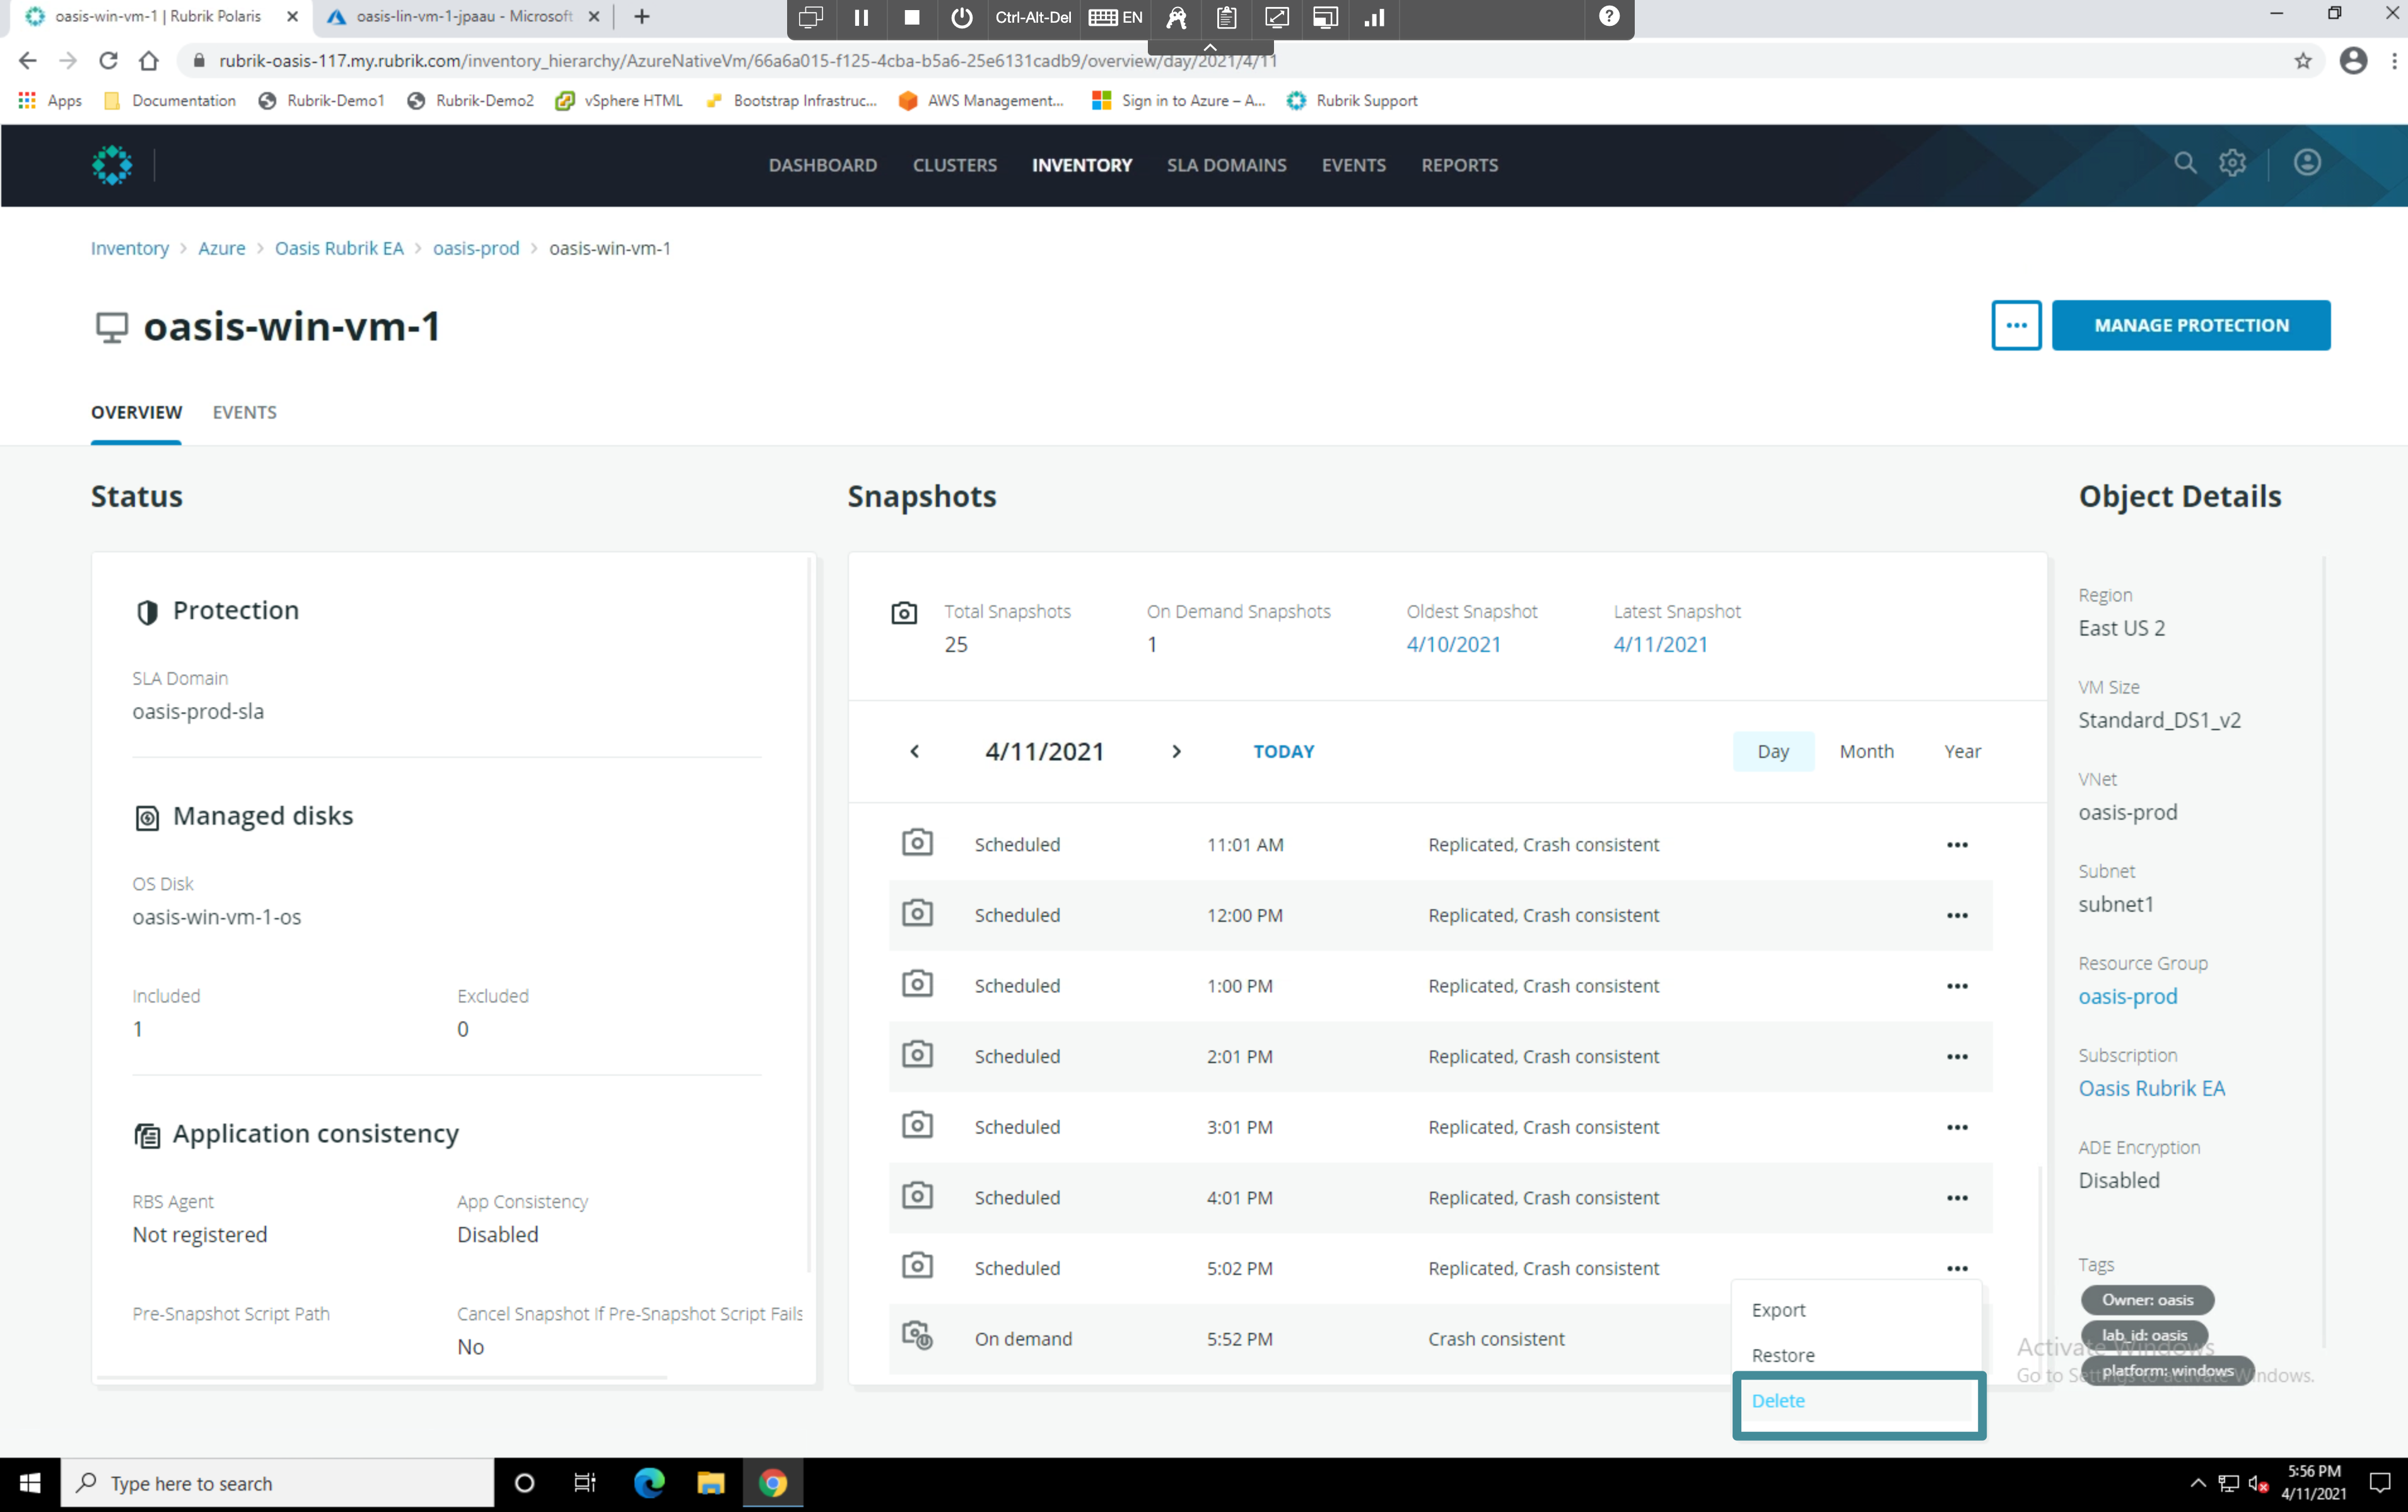 oasis-win-vm-1 | Rubrik Polaris
oasis-lin-vm-1-jpaau - Microsoft
Ctrl-Alt-Del
EN
rubrik-oasis-117.my.rubrik.com/inventory_hierarchy/AzureNativeVm/66a6a015-f125-4cba-b5a6-25e6131cadb9/overview/day/2021/4/11
Apps Documentation Rubrik-Demo1 Rubrik-Demo2 vSphere HTML Bootstrap Infrastruc... AWS Management... Sign in to Azure – A... Rubrik Support
DASHBOARD CLUSTERS INVENTORY SLA DOMAINS EVENTS REPORTS
Inventory > Azure > Oasis Rubrik EA > oasis-prod > oasis-win-vm-1
oasis-win-vm-1
MANAGE PROTECTION
OVERVIEW EVENTS
Status
Protection
SLA Domain
oasis-prod-sla
Managed disks
OS Disk
oasis-win-vm-1-os
Included Excluded
1 0
Application consistency
RBS Agent App Consistency
Not registered Disabled
Pre-Snapshot Script Path Cancel Snapshot If Pre-Snapshot Script Fails
No
Snapshots
Total Snapshots On Demand Snapshots Oldest Snapshot Latest Snapshot
25 1 4/10/2021 4/11/2021
4/11/2021 TODAY Day Month Year
Scheduled 11:01 AM Replicated, Crash consistent
Scheduled 12:00 PM Replicated, Crash consistent
Scheduled 1:00 PM Replicated, Crash consistent
Scheduled 2:01 PM Replicated, Crash consistent
Scheduled 3:01 PM Replicated, Crash consistent
Scheduled 4:01 PM Replicated, Crash consistent
Scheduled 5:02 PM Replicated, Crash consistent
On demand 5:52 PM Crash consistent
Export
Restore
Delete
Object Details
Region
East US 2
VM Size
Standard_DS1_v2
VNet
oasis-prod
Subnet
subnet1
Resource Group
oasis-prod
Subscription
Oasis Rubrik EA
ADE Encryption
Disabled
Tags
Owner: oasis
lab_id: oasis
platform: windows
Activate Windows
Go to Settings to activate Windows.
Type here to search
5:56 PM
4/11/2021